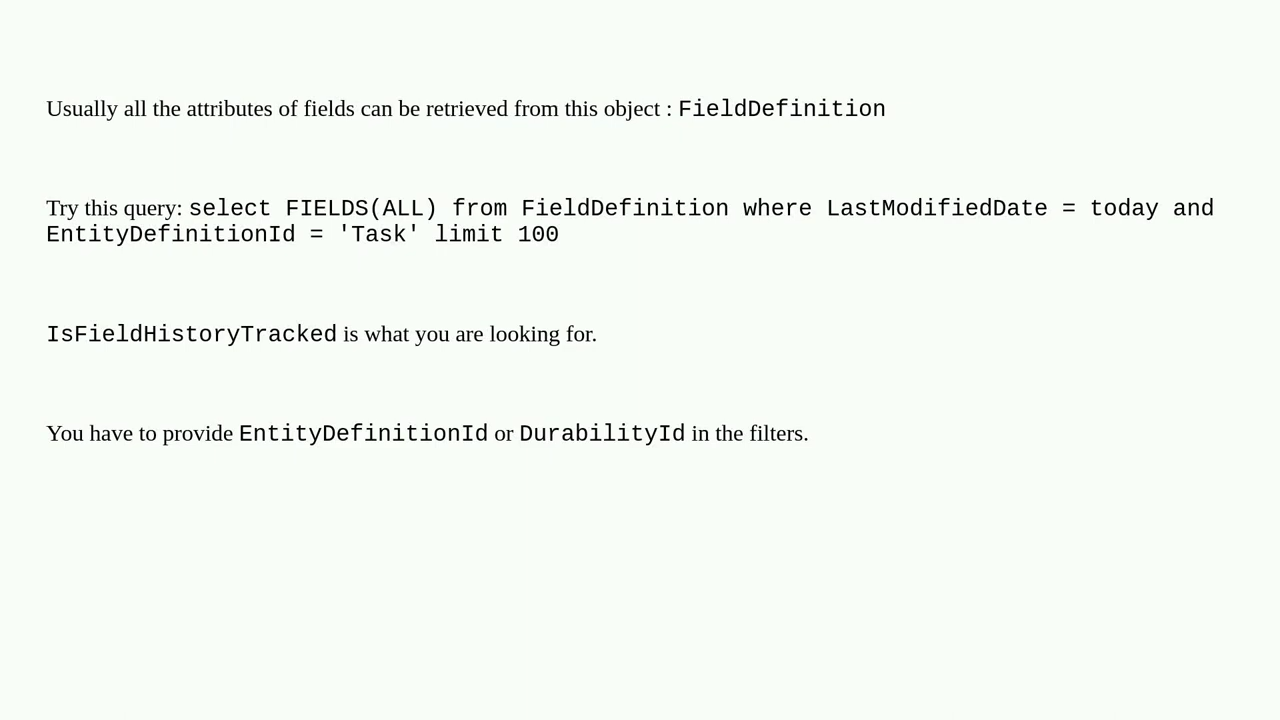 Usually all the attributes of fields can be retrieved from this object : FieldDefinition
Try this query: select FIELDS(ALL) from FieldDefinition where LastModifiedDate = today and
EntityDefinitionId = 'Task' limit 100
IsFieldHistoryTracked is what you are looking for.
You have to provide EntityDefinitionId or DurabilityId in the filters.